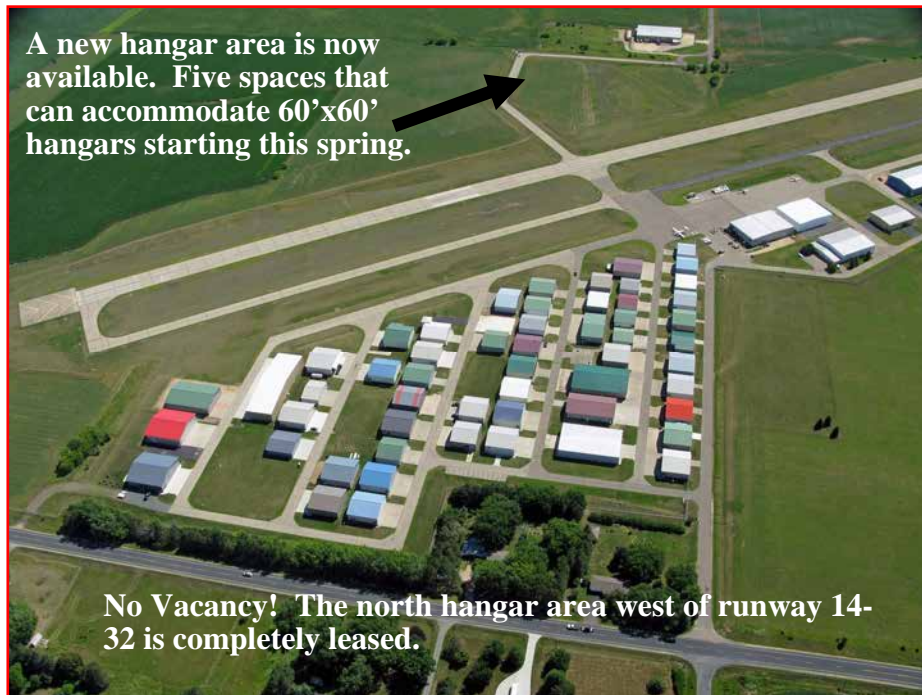 A new hangar area is now
available.  Five spaces that
can accommodate 60’x60’
hangars starting this spring.
No Vacancy!  The north hangar area west of runway 14-
32 is completely leased.